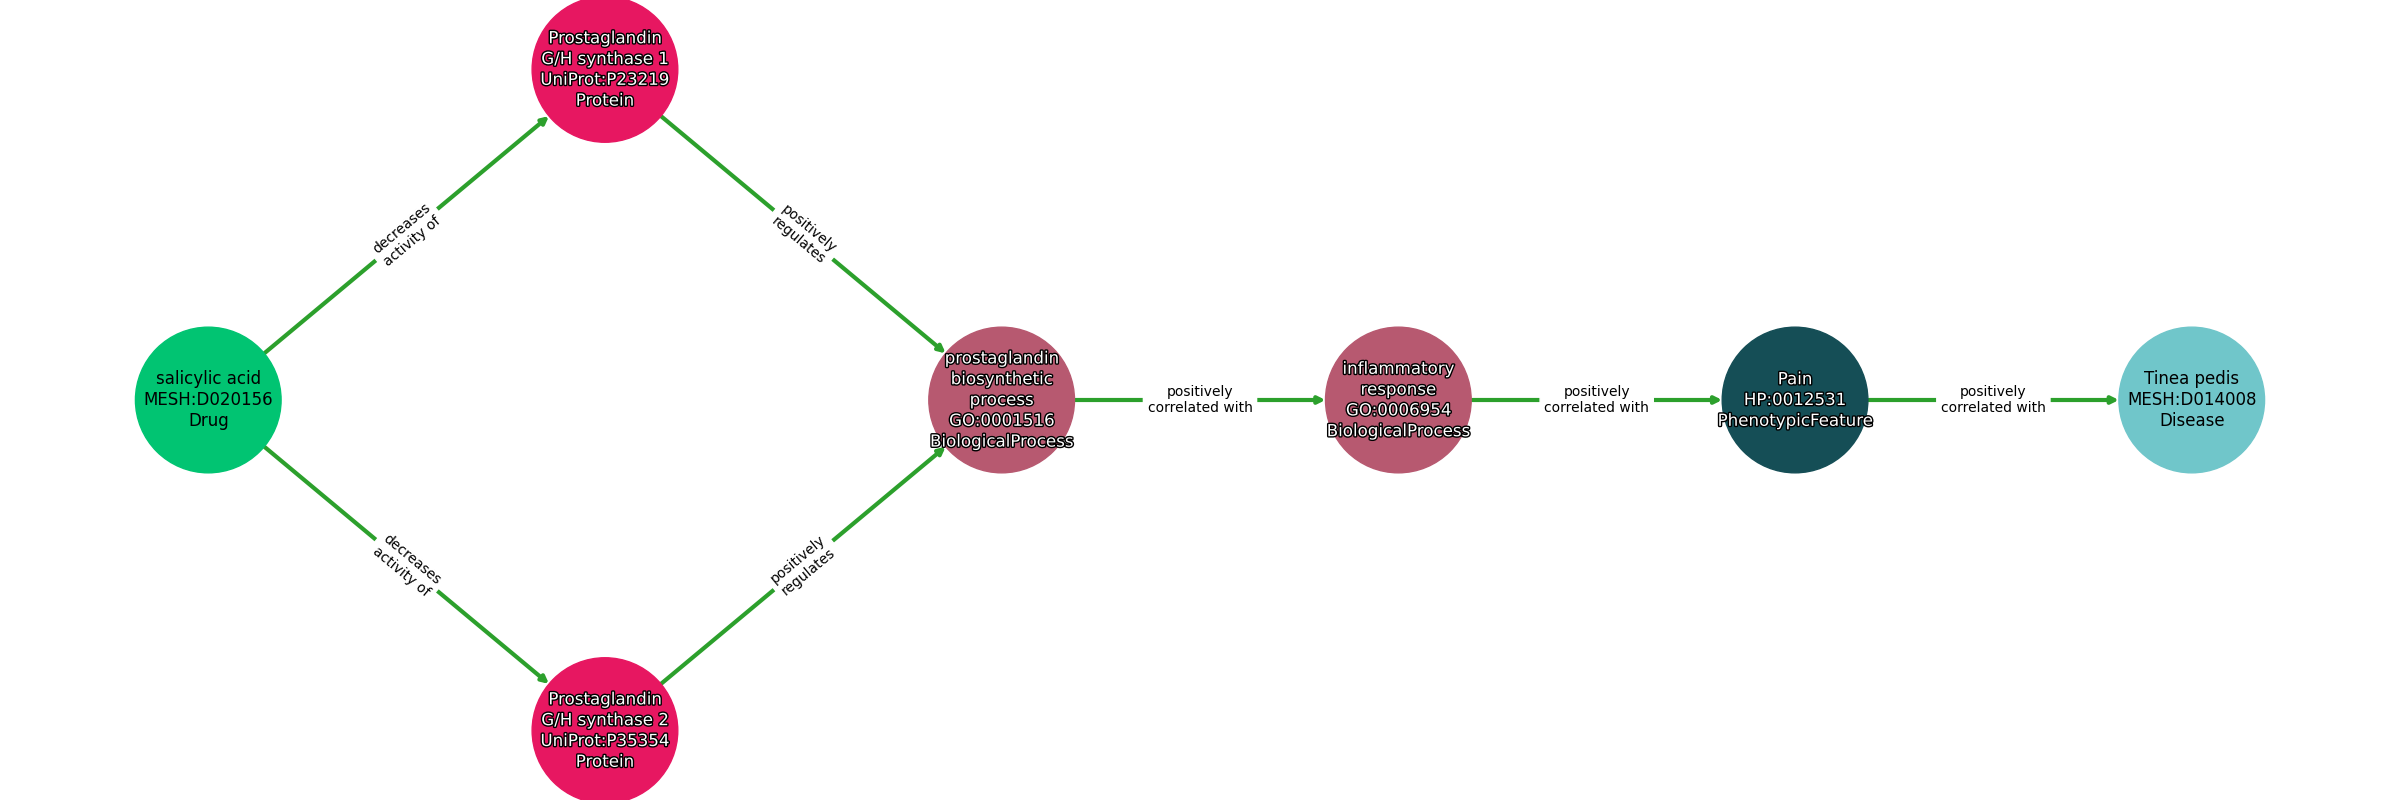 Prostaglandin
G/H synthase 1
UniProt:P23219
Protein
decreases
activity of
positively
regulates
salicylic acid
MESH:D020156
Drug
prostaglandin
biosynthetic
process
GO:0001516
BiologicalProcess
positively
correlated with
inflammatory
response
GO:0006954
BiologicalProcess
positively
correlated with
Pain
HP:0012531
PhenotypicFeature
positively
correlated with
Tinea pedis
MESH:D014008
Disease
decreases
activity of
positively
regulates
Prostaglandin
G/H synthase 2
UniProt:P35354
Protein